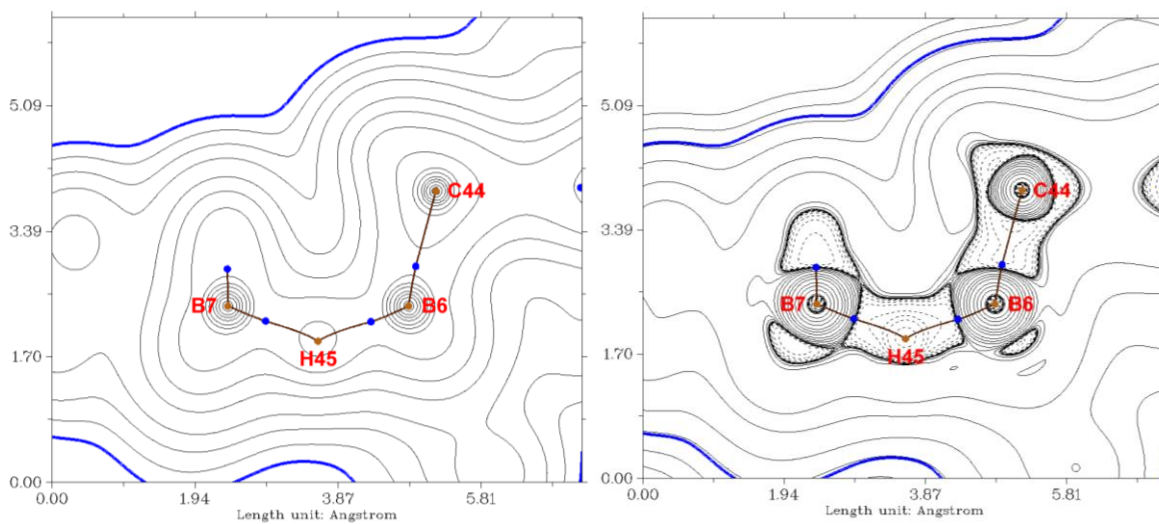 5.09
3.39
1.70
0.00
0.00 1.94 3.87 5.81
Length unit: Angstrom
C44
B7
B6
H45
5.09
3.39
1.70
0.00
0.00 1.94 3.87 5.81
Length unit: Angstrom
C44
B7
B6
H45